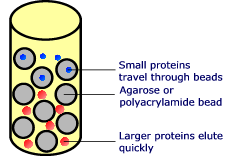 Small proteins
travel through beads
Agarose or
polyacrylamide bead
Larger proteins elute
quickly